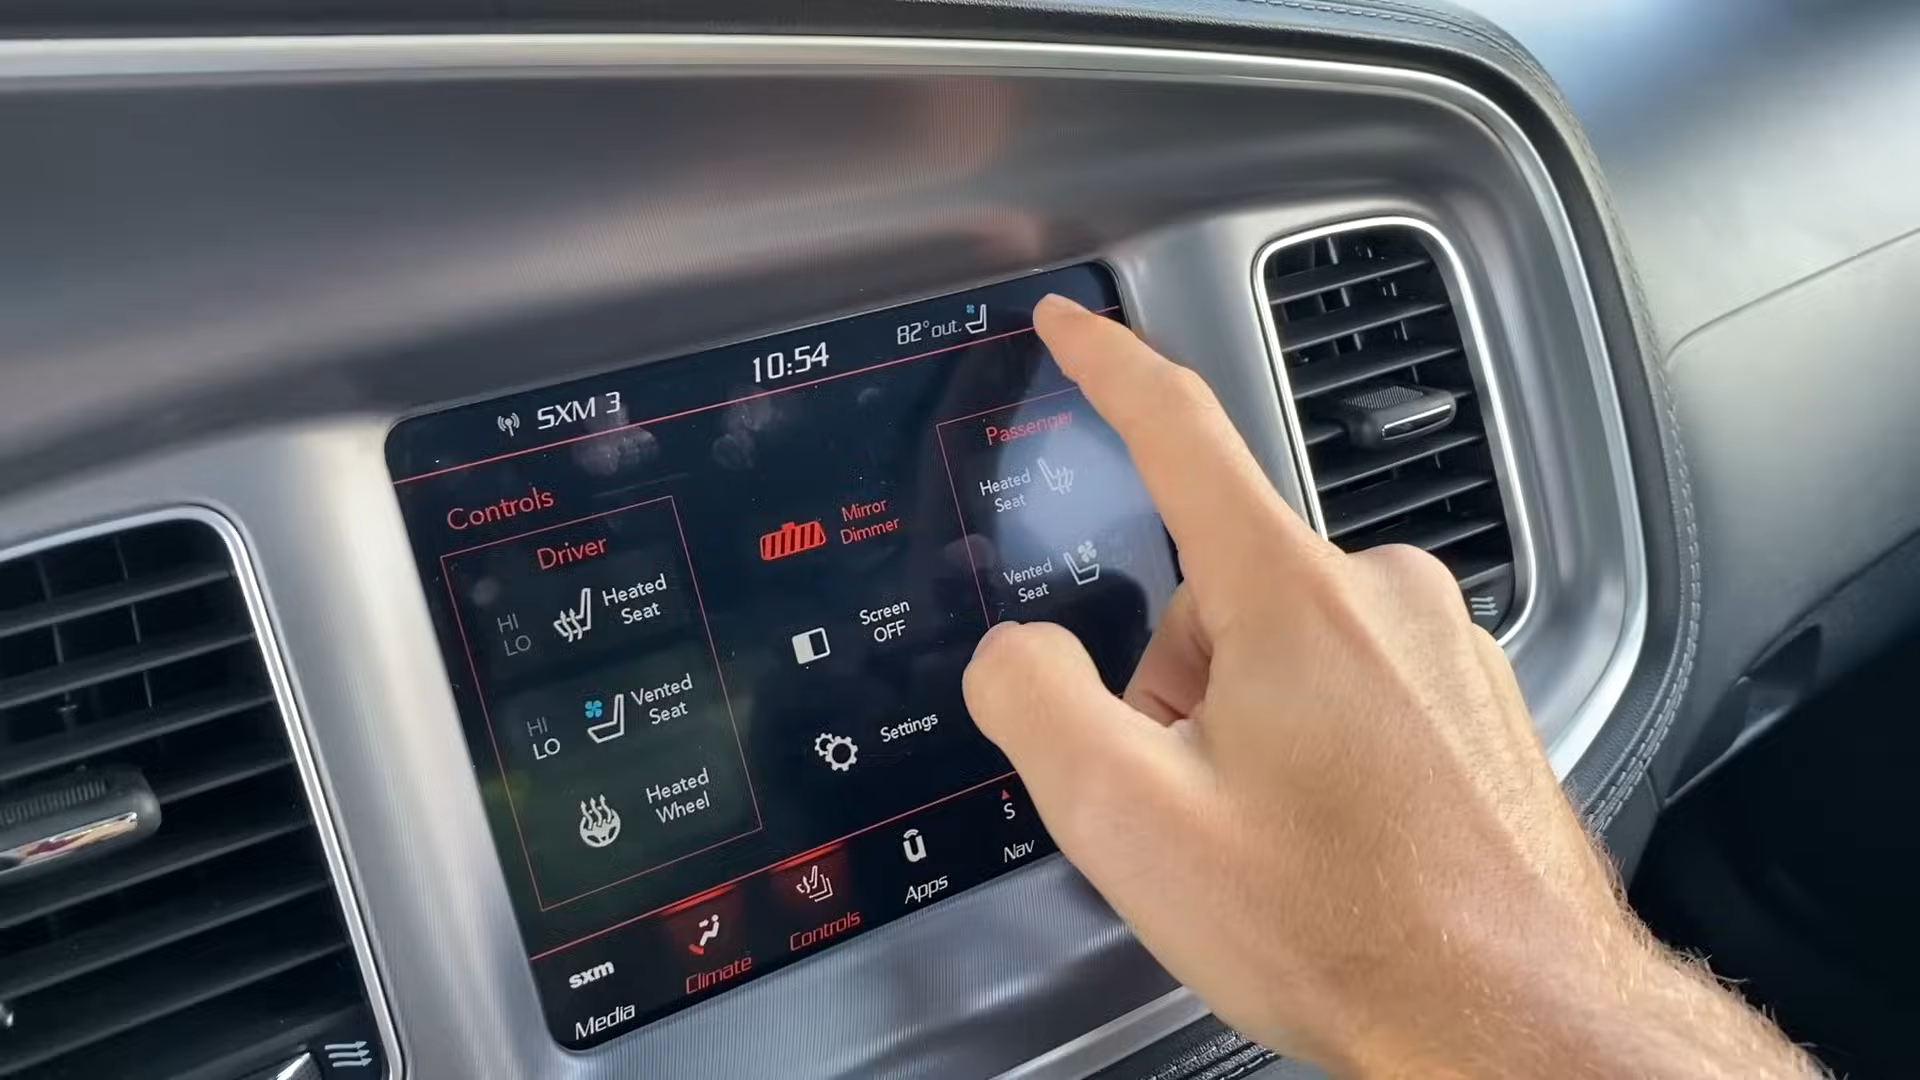 SXM 3
10:54
82° out.
Controls
Driver
HI
LO
Heated
Seat
HI
LO
Vented
Seat
Heated
Wheel
Mirror
Dimmer
Screen
OFF
Settings
Passenger
Heated
Seat
Vented
Seat
sxm
Media
Climate
Controls
Apps
S
Nav